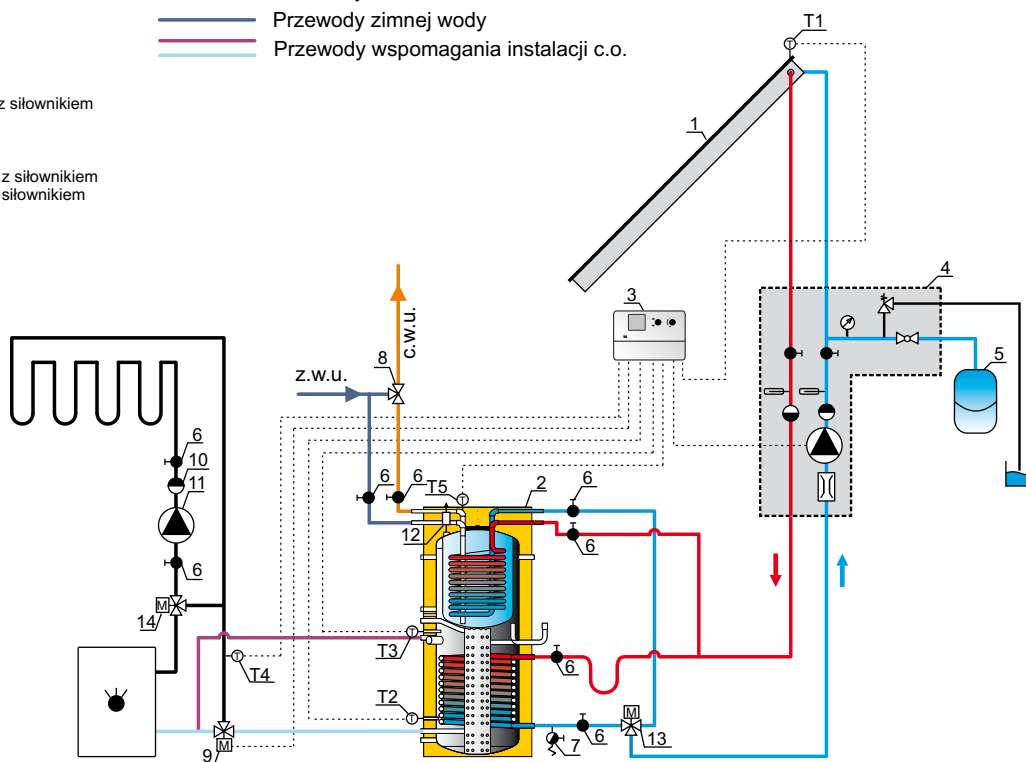 Przewody zimnej wody
Przewody wspomagania instalacji c.o.
z siłownikiem
z siłownikiem
siłownikiem
T1
1
4
3
5
c.w.u.
8
z.w.u.
6
10
11
6
6
6
T5
2
6
12
6
14
M
T
T
T
T3
T4
6
T2
T
T
M
9
7
6
M
13